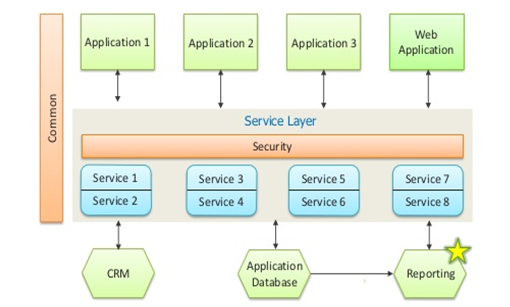 Common
Application 1
Application 2
Application 3
Web
Application
Service Layer
Security
Service 1
Service 2
Service 3
Service 4
Service 5
Service 6
Service 7
Service 8
CRM
Application
Database
Reporting